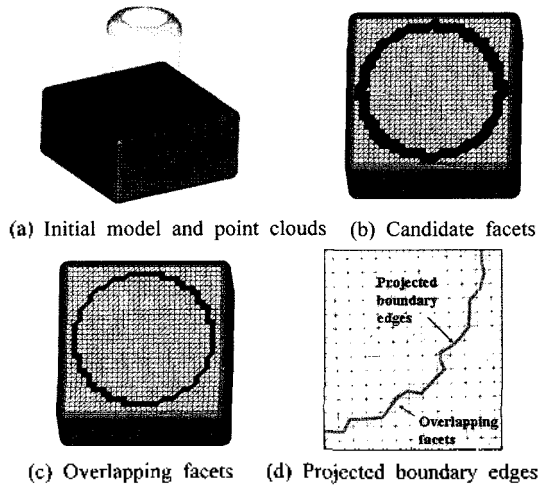 (a) Initial model and point clouds (b) Candidate facets
Projected
boundary
edges
Overlapping
facets
(c) Overlapping facets (d) Projected boundary edges